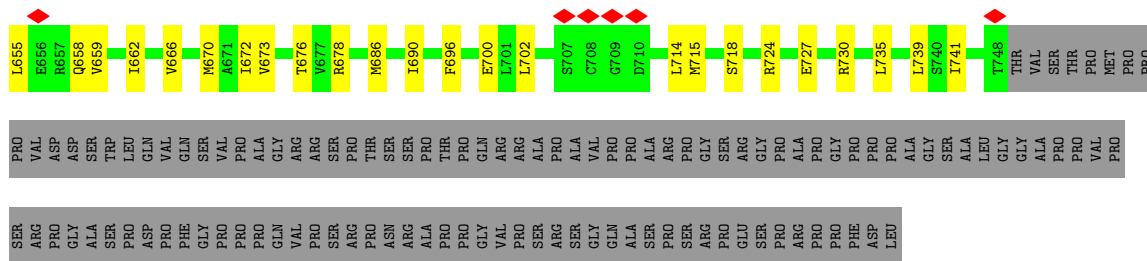 L655 E656 R657 Q658 V659 I662 V666 M670 A671 I672 V673 T676 V677 R678 M686 I690 F696 E700 L701 L702 S707 C708 G709 D710 L714 M715 S718 R724 E727 R730 L735 L739 S740 I741 T748 THR VAL SER THR PRO MET PRO PRO
PRO VAL ASP ASP SER TRP LEU GLN VAL GLN SER VAL PRO ALA GLY ARG ARG SER PRO THR SER SER PRO THR PRO GLN ARG ARG ALA PRO ALA VAL PRO PRO ALA ARG PRO GLY SER ARG GLY PRO ALA PRO GLY PRO PRO PRO ALA GLY SER ALA LEU GLY GLY ALA PRO PRO VAL PRO
SER ARG PRO GLY ALA SER PRO ASP PRO PHE GLY PRO PRO PRO GLN VAL PRO SER ARG PRO ASN ARG ALA PRO PRO GLY VAL PRO SER ARG SER GLY GLN ALA SER PRO SER ARG PRO GLU SER PRO ARG PRO PRO PHE ASP LEU